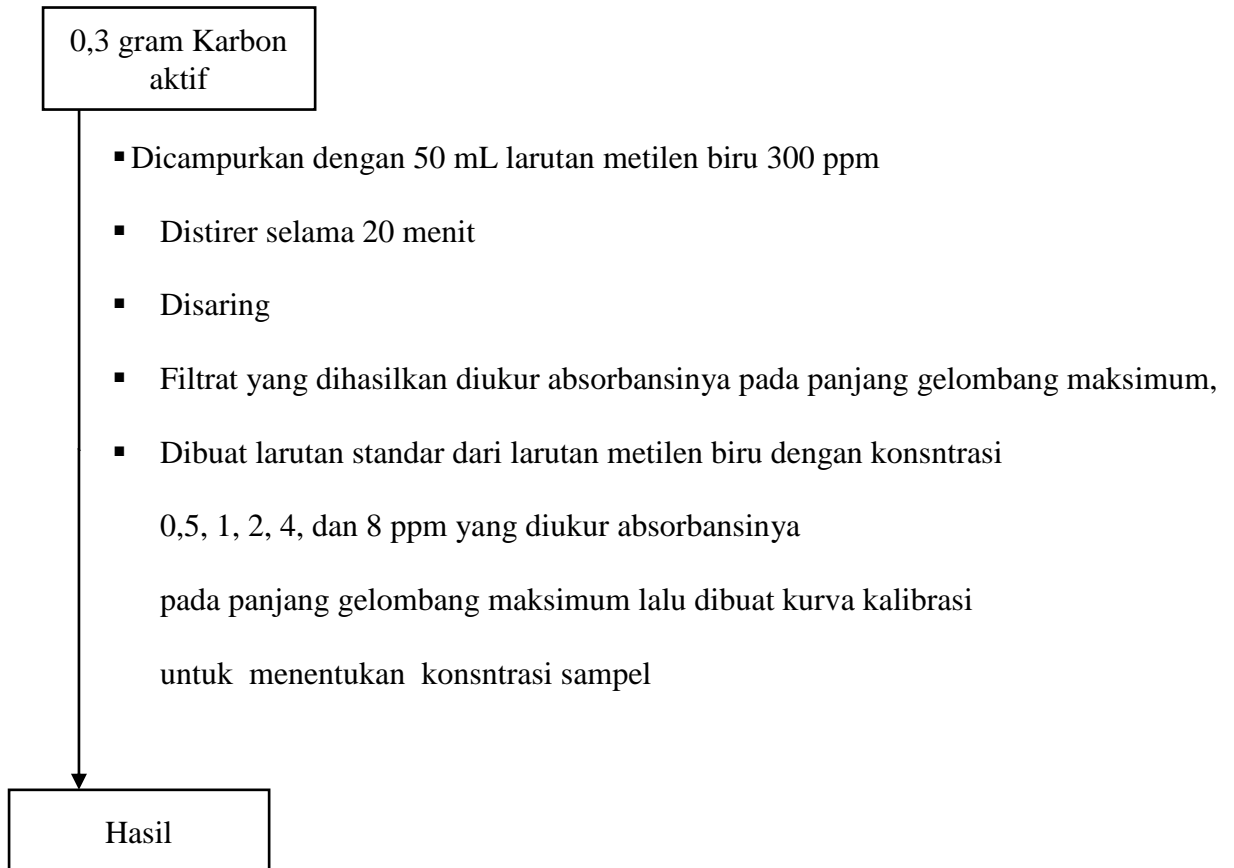 0,3 gram Karbon
aktif
▪ Dicampurkan dengan 50 mL larutan metilen biru 300 ppm
▪ Distirer selama 20 menit
▪ Disaring
▪ Filtrat yang dihasilkan diukur absorbansinya pada panjang gelombang maksimum,
▪ Dibuat larutan standar dari larutan metilen biru dengan konsntrasi
0,5, 1, 2, 4, dan 8 ppm yang diukur absorbansinya
pada panjang gelombang maksimum lalu dibuat kurva kalibrasi
untuk menentukan konsntrasi sampel
Hasil